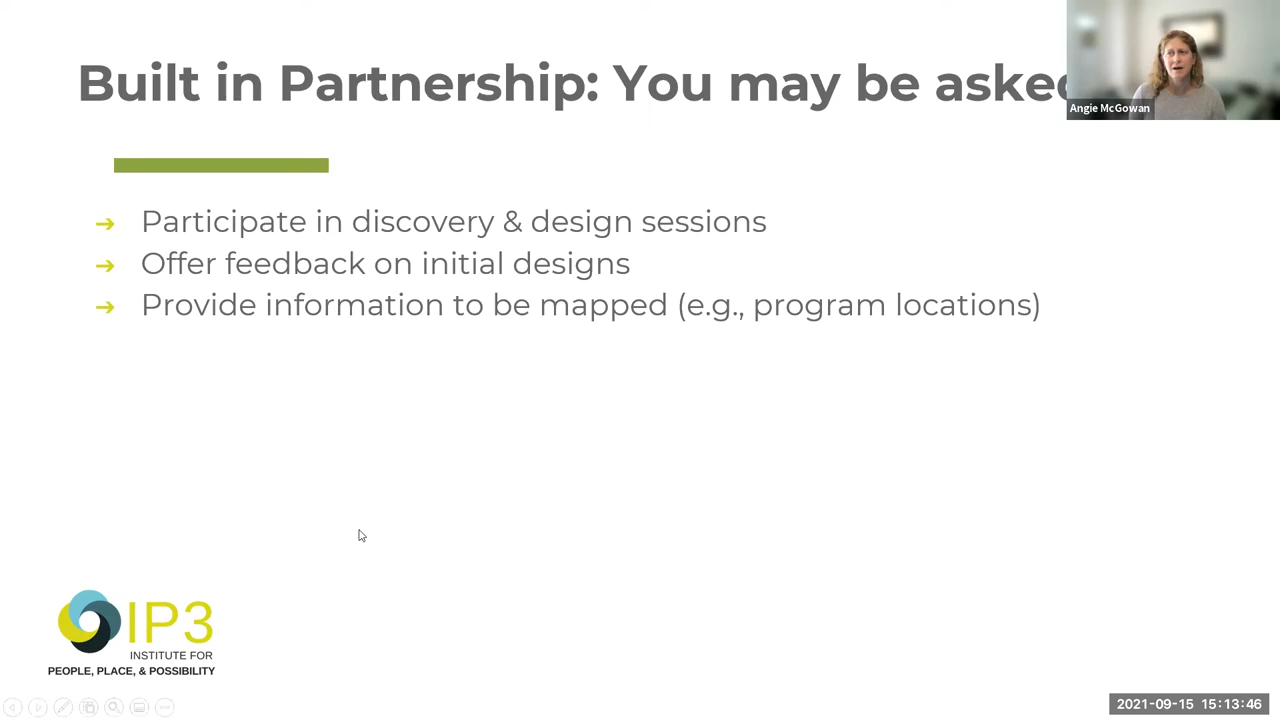 Built in Partnership: You may be asked
Angie McGowan
➔ Participate in discovery & design sessions
➔ Offer feedback on initial designs
➔ Provide information to be mapped (e.g., program locations)
IP3
INSTITUTE FOR
PEOPLE, PLACE, & POSSIBILITY
2021-09-15 15:13:46